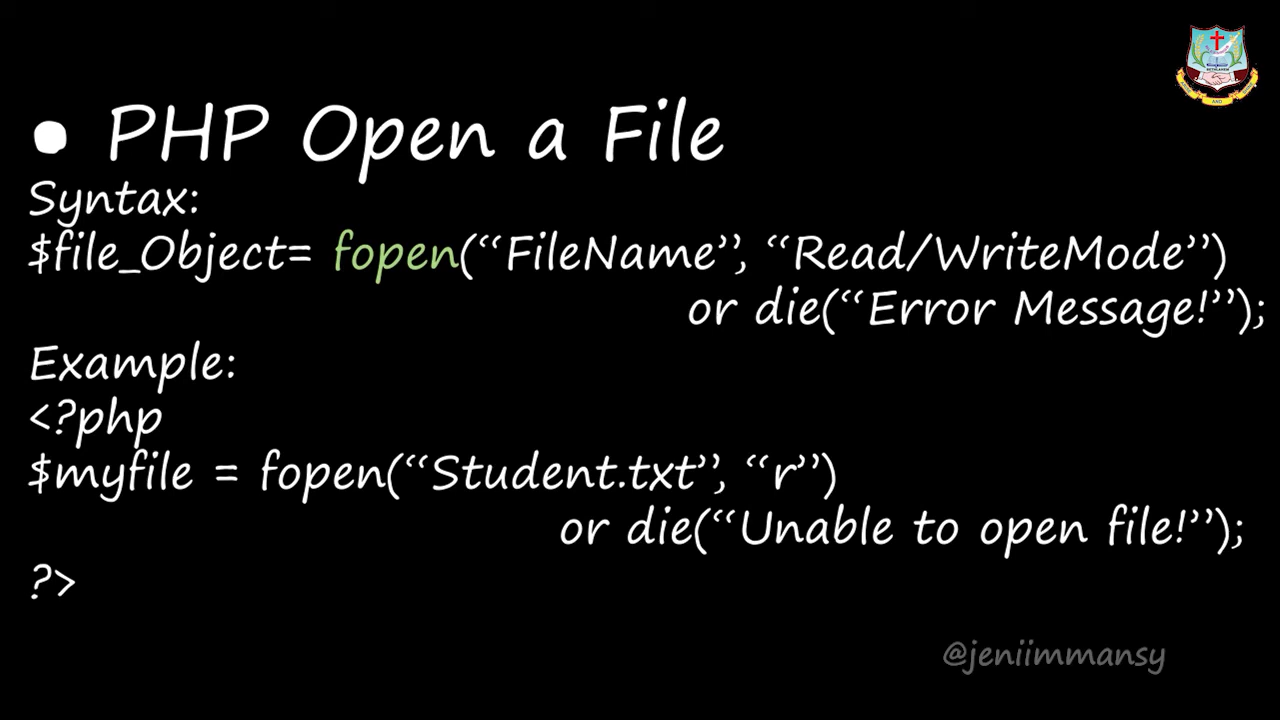 • PHP Open a File
Syntax:
$file_Object= fopen(“FileName”, “Read/WriteMode”)
or die(“Error Message!”);
Example:
<?php
$myfile = fopen(“Student.txt”, “r”)
or die(“Unable to open file!”);
?>
@jeniimmansy